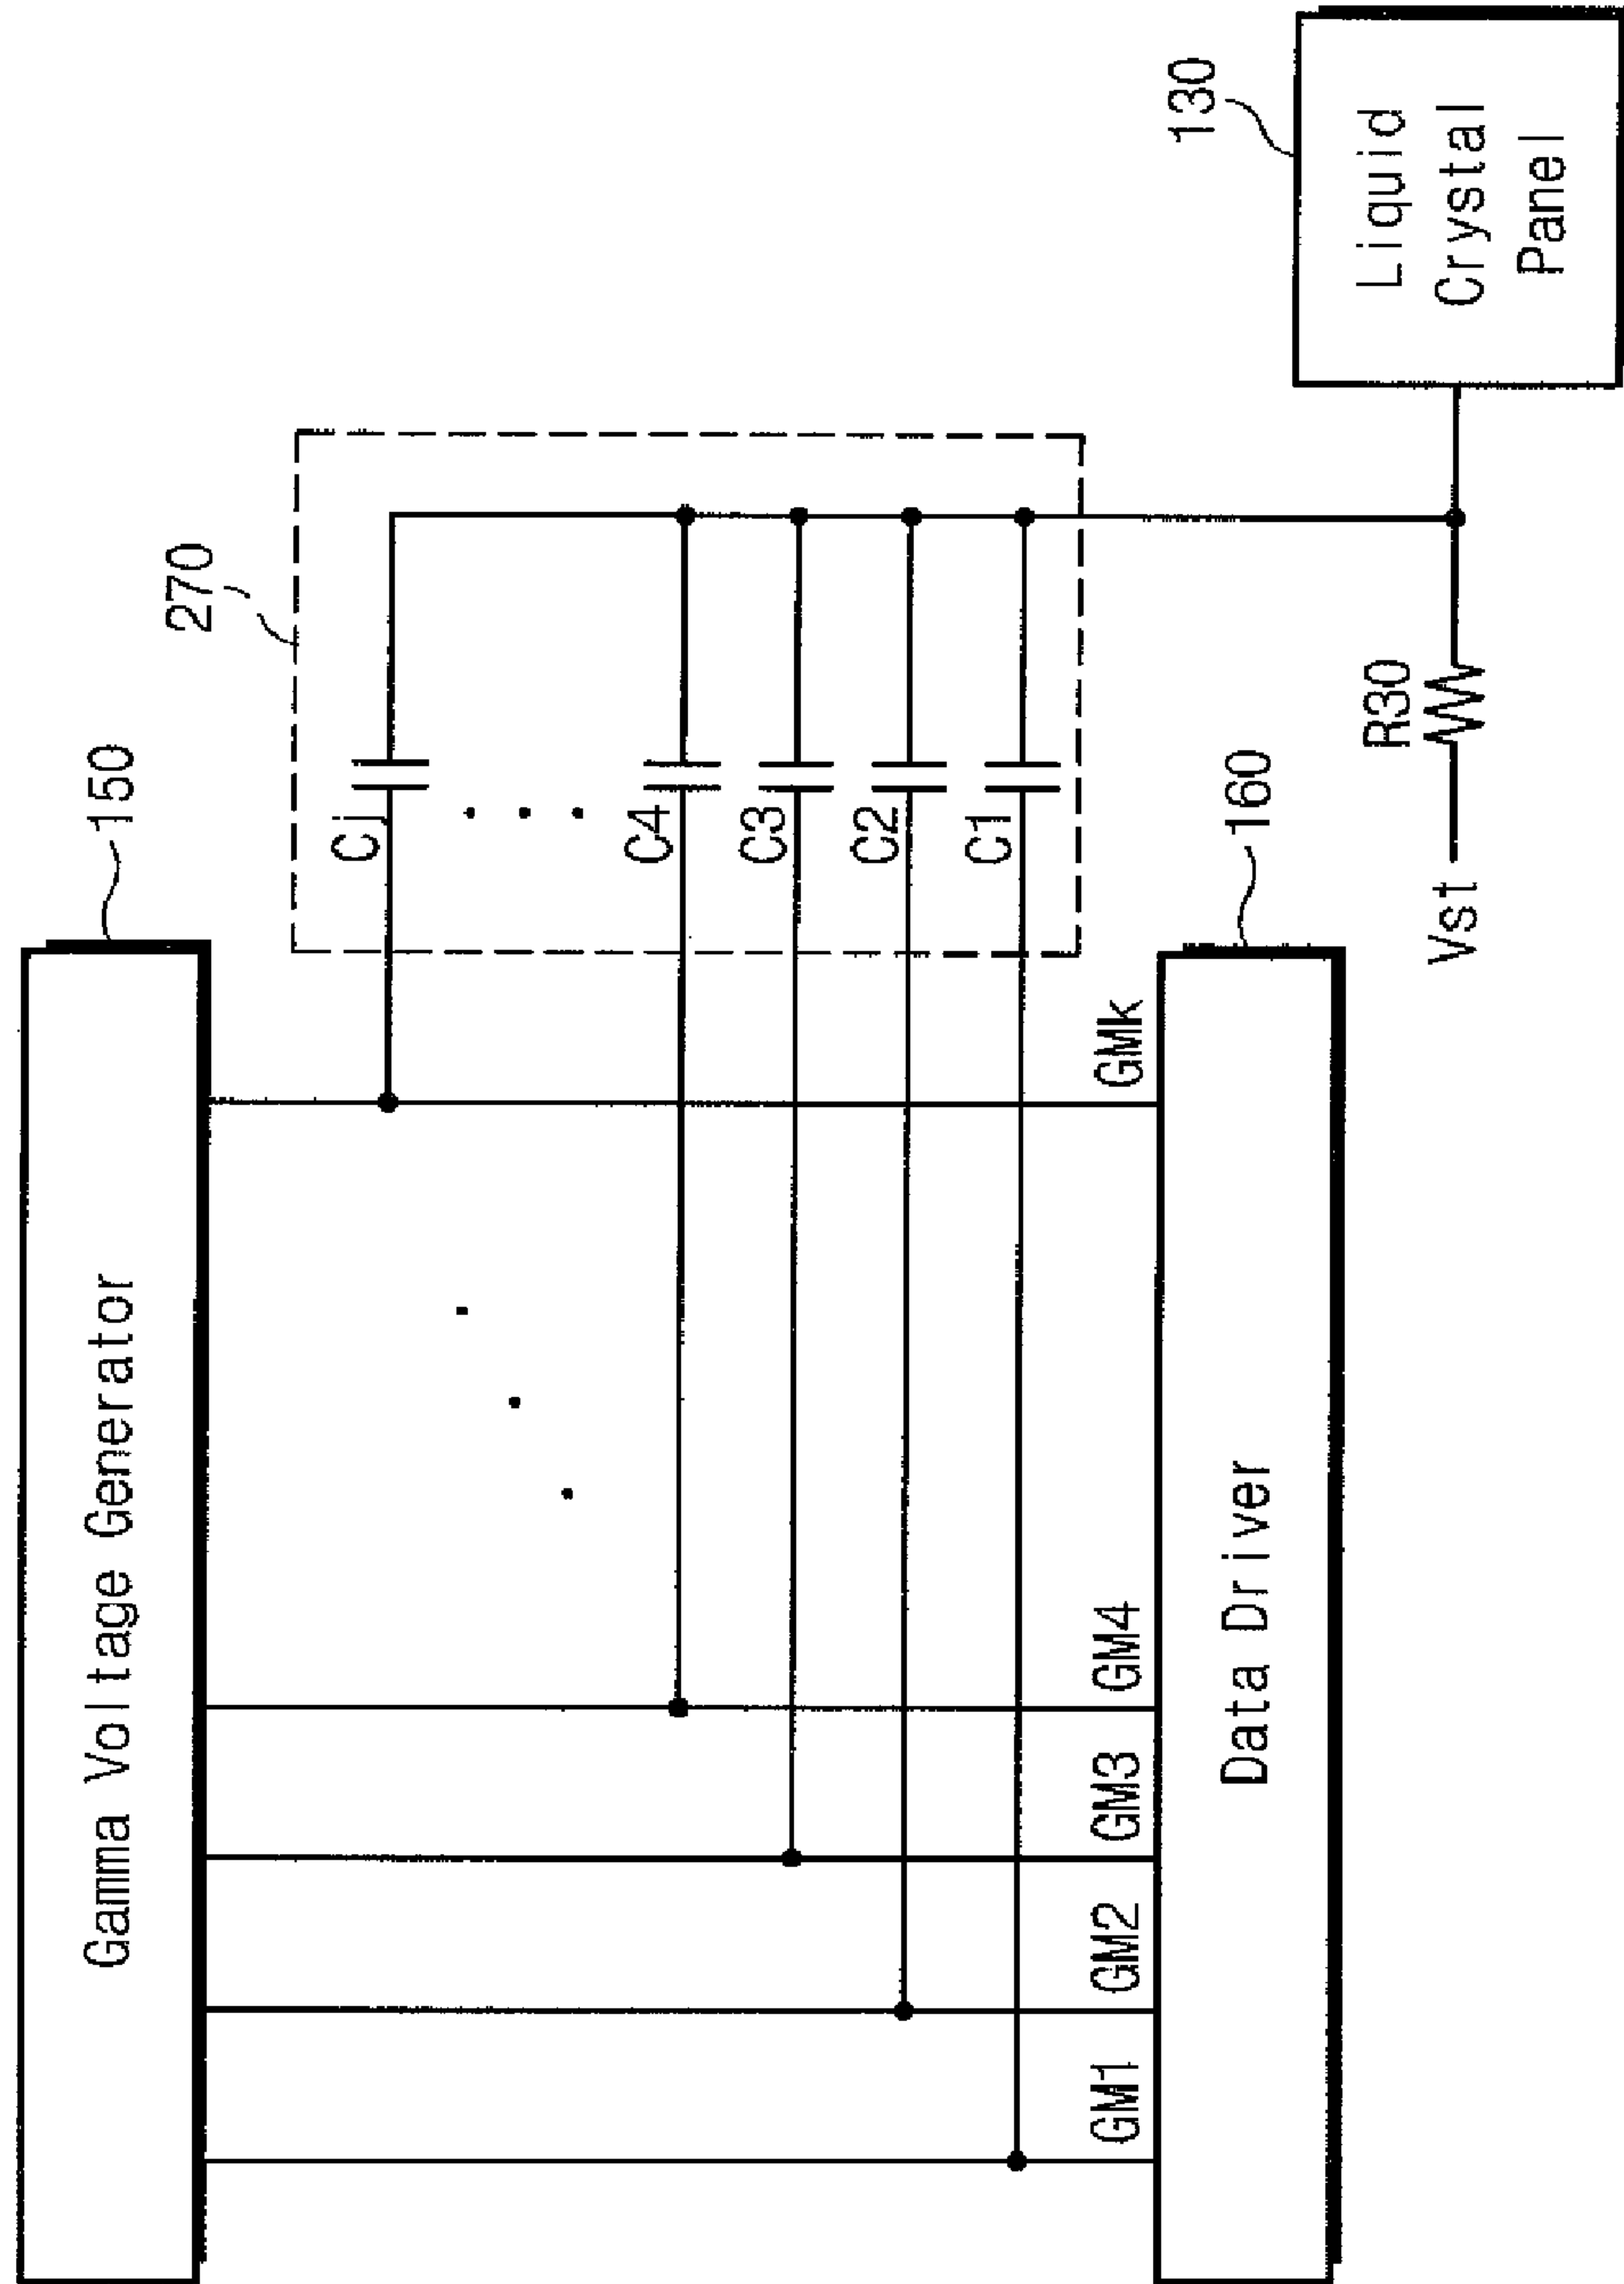 Gamma Voltage Generator
150
GM1
GM2
GM3
GM4
GMk
Data Driver
160
270
Cj
C4
C3
C2
C1
Vst
R30
130
Liquid
Crystal
Panel